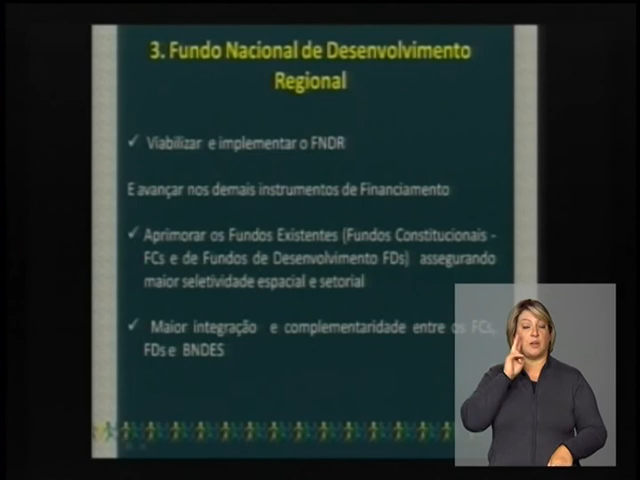 3. Fundo Nacional de Desenvolvimento
Regional
✓ Viabilizar e implementar o FNDR
E avançar nos demais instrumentos de Financiamento
✓ Aprimorar os Fundos Existentes (Fundos Constitucionais -
FCs e de Fundos de Desenvolvimento FDs) assegurando
maior seletividade espacial e setorial
✓ Maior integração e complementaridade entre os FCs,
FDs e BNDES